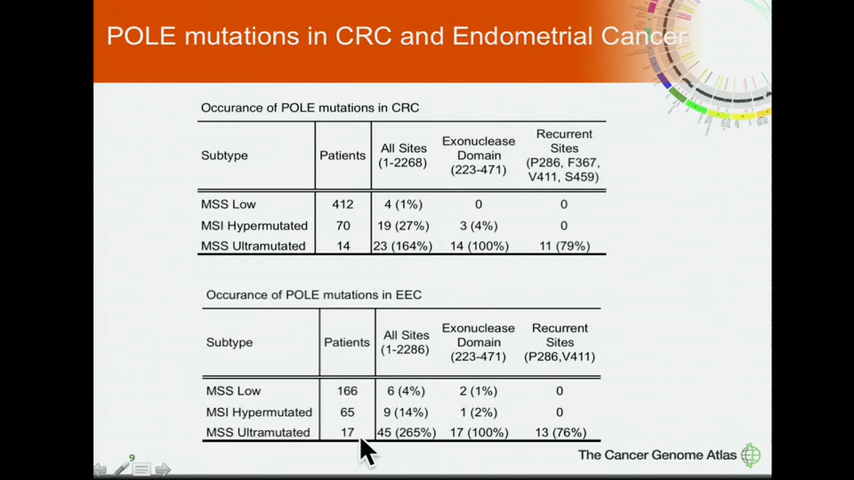 POLE mutations in CRC and Endometrial Cancer
Occurance of POLE mutations in CRC
Subtype Patients All Sites (1-2268) Exonuclease Domain (223-471) Recurrent Sites (P286, F367, V411, S459)
MSS Low 412 4 (1%) 0 0
MSI Hypermutated 70 19 (27%) 3 (4%) 0
MSS Ultramutated 14 23 (164%) 14 (100%) 11 (79%)
Occurance of POLE mutations in EEC
Subtype Patients All Sites (1-2286) Exonuclease Domain (223-471) Recurrent Sites (P286,V411)
MSS Low 166 6 (4%) 2 (1%) 0
MSI Hypermutated 65 9 (14%) 1 (2%) 0
MSS Ultramutated 17 45 (265%) 17 (100%) 13 (76%)
The Cancer Genome Atlas
9